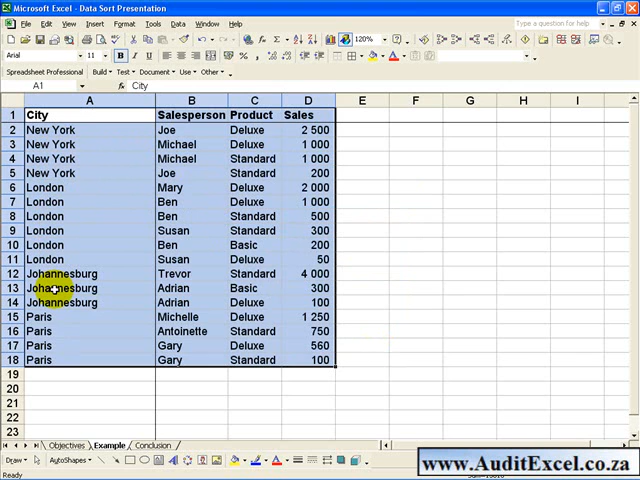 Microsoft Excel - Data Sort Presentation
File Edit View Insert Format Tools Data Window Help Type a question for help
120%
Arial 11 B I U
Spreadsheet Professional Build Test Document Use Other
A1 fx City
A B C D E F G H I
1 City Salesperson Product Sales
2 New York Joe Deluxe 2 500
3 New York Michael Deluxe 1 000
4 New York Michael Standard 1 000
5 New York Joe Standard 200
6 London Mary Deluxe 2 000
7 London Ben Deluxe 1 000
8 London Ben Standard 500
9 London Susan Standard 300
10 London Ben Basic 200
11 London Susan Deluxe 50
12 Johannesburg Trevor Standard 4 000
13 Johannesburg Adrian Basic 300
14 Johannesburg Adrian Deluxe 100
15 Paris Michelle Deluxe 1 250
16 Paris Antoinette Standard 750
17 Paris Gary Deluxe 560
18 Paris Gary Standard 100
19
20
21
22
23
Objectives Example Conclusion
Draw AutoShapes
www.AuditExcel.co.za